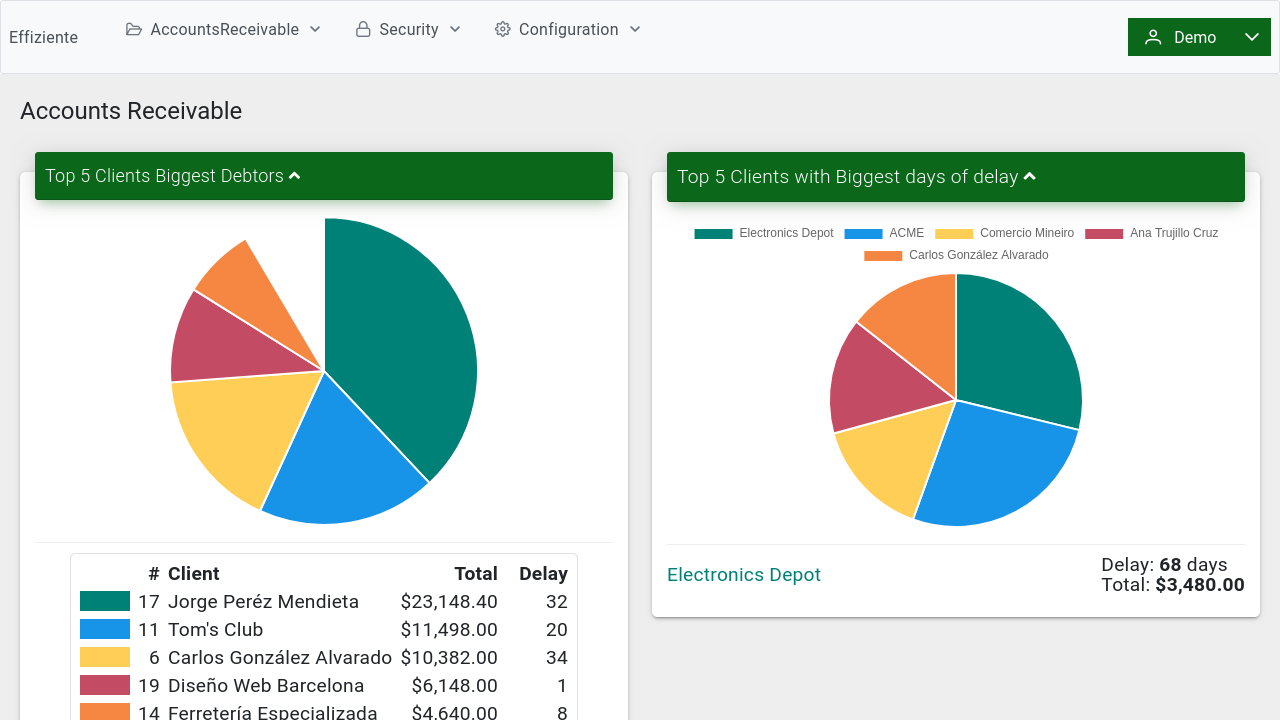 Effiziente
AccountsReceivable
Security
Configuration
Demo
Accounts Receivable
Top 5 Clients Biggest Debtors
# Client Total Delay
17 Jorge Peréz Mendieta $23,148.40 32
11 Tom's Club $11,498.00 20
6 Carlos González Alvarado $10,382.00 34
19 Diseño Web Barcelona $6,148.00 1
14 Ferretería Especializada $4,640.00 8
Top 5 Clients with Biggest days of delay
Electronics Depot ACME Comercio Mineiro Ana Trujillo Cruz
Carlos González Alvarado
Electronics Depot
Delay: 68 days
Total: $3,480.00